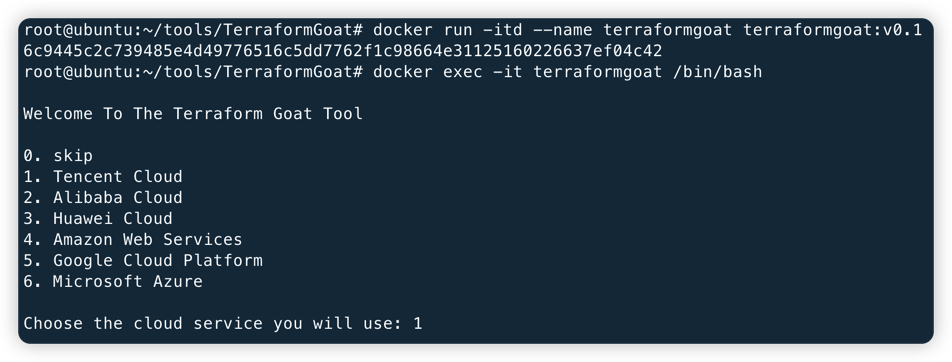 root@ubuntu:~/tools/TerraformGoat# docker run -itd --name terraformgoat terraformgoat:v0.1
6c9445c2c739485e4d49776516c5dd7762f1c98664e31125160226637ef04c42
root@ubuntu:~/tools/TerraformGoat# docker exec -it terraformgoat /bin/bash
Welcome To The Terraform Goat Tool
0. skip
1. Tencent Cloud
2. Alibaba Cloud
3. Huawei Cloud
4. Amazon Web Services
5. Google Cloud Platform
6. Microsoft Azure
Choose the cloud service you will use: 1